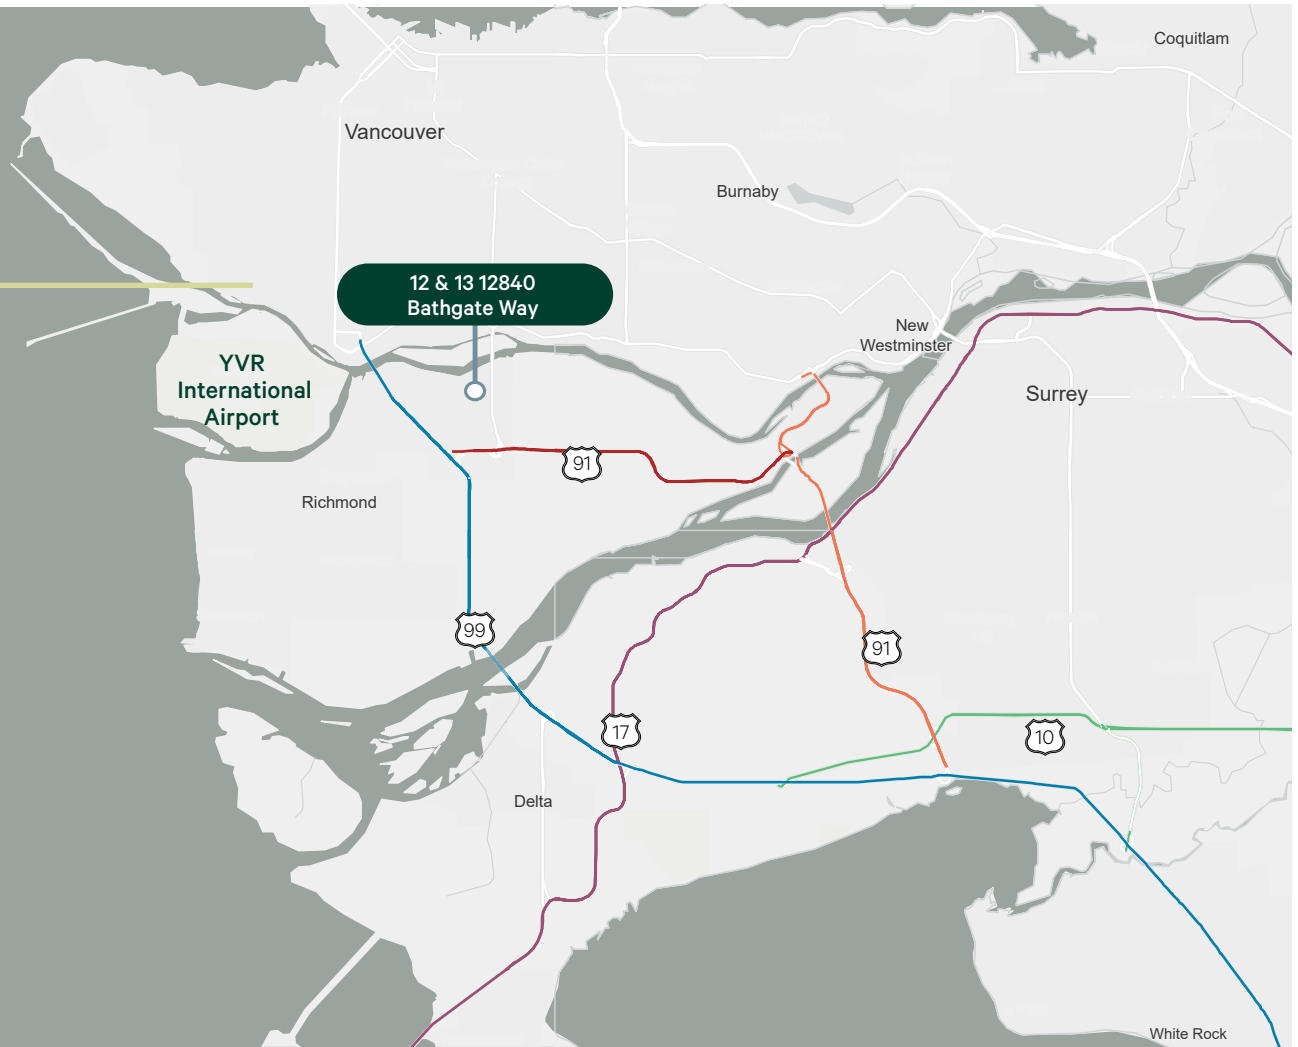 Coquitlam
Vancouver
Burnaby
12 & 13 12840
Bathgate Way
New
Westminster
YVR
International
Airport
Surrey
91
Richmond
99
91
17
10
Delta
White Rock